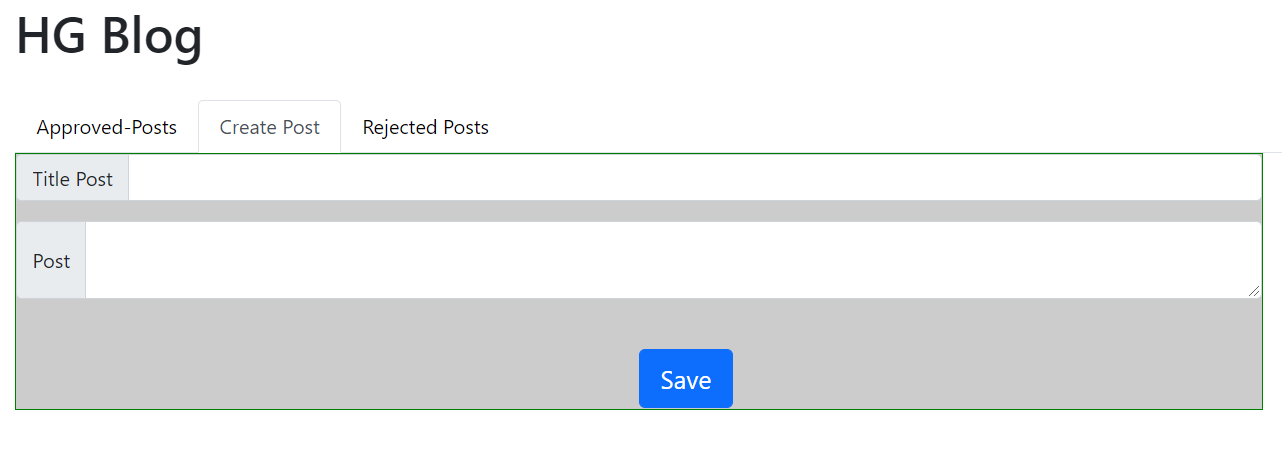 HG Blog
Approved-Posts Create Post Rejected Posts
Title Post
Post
Save